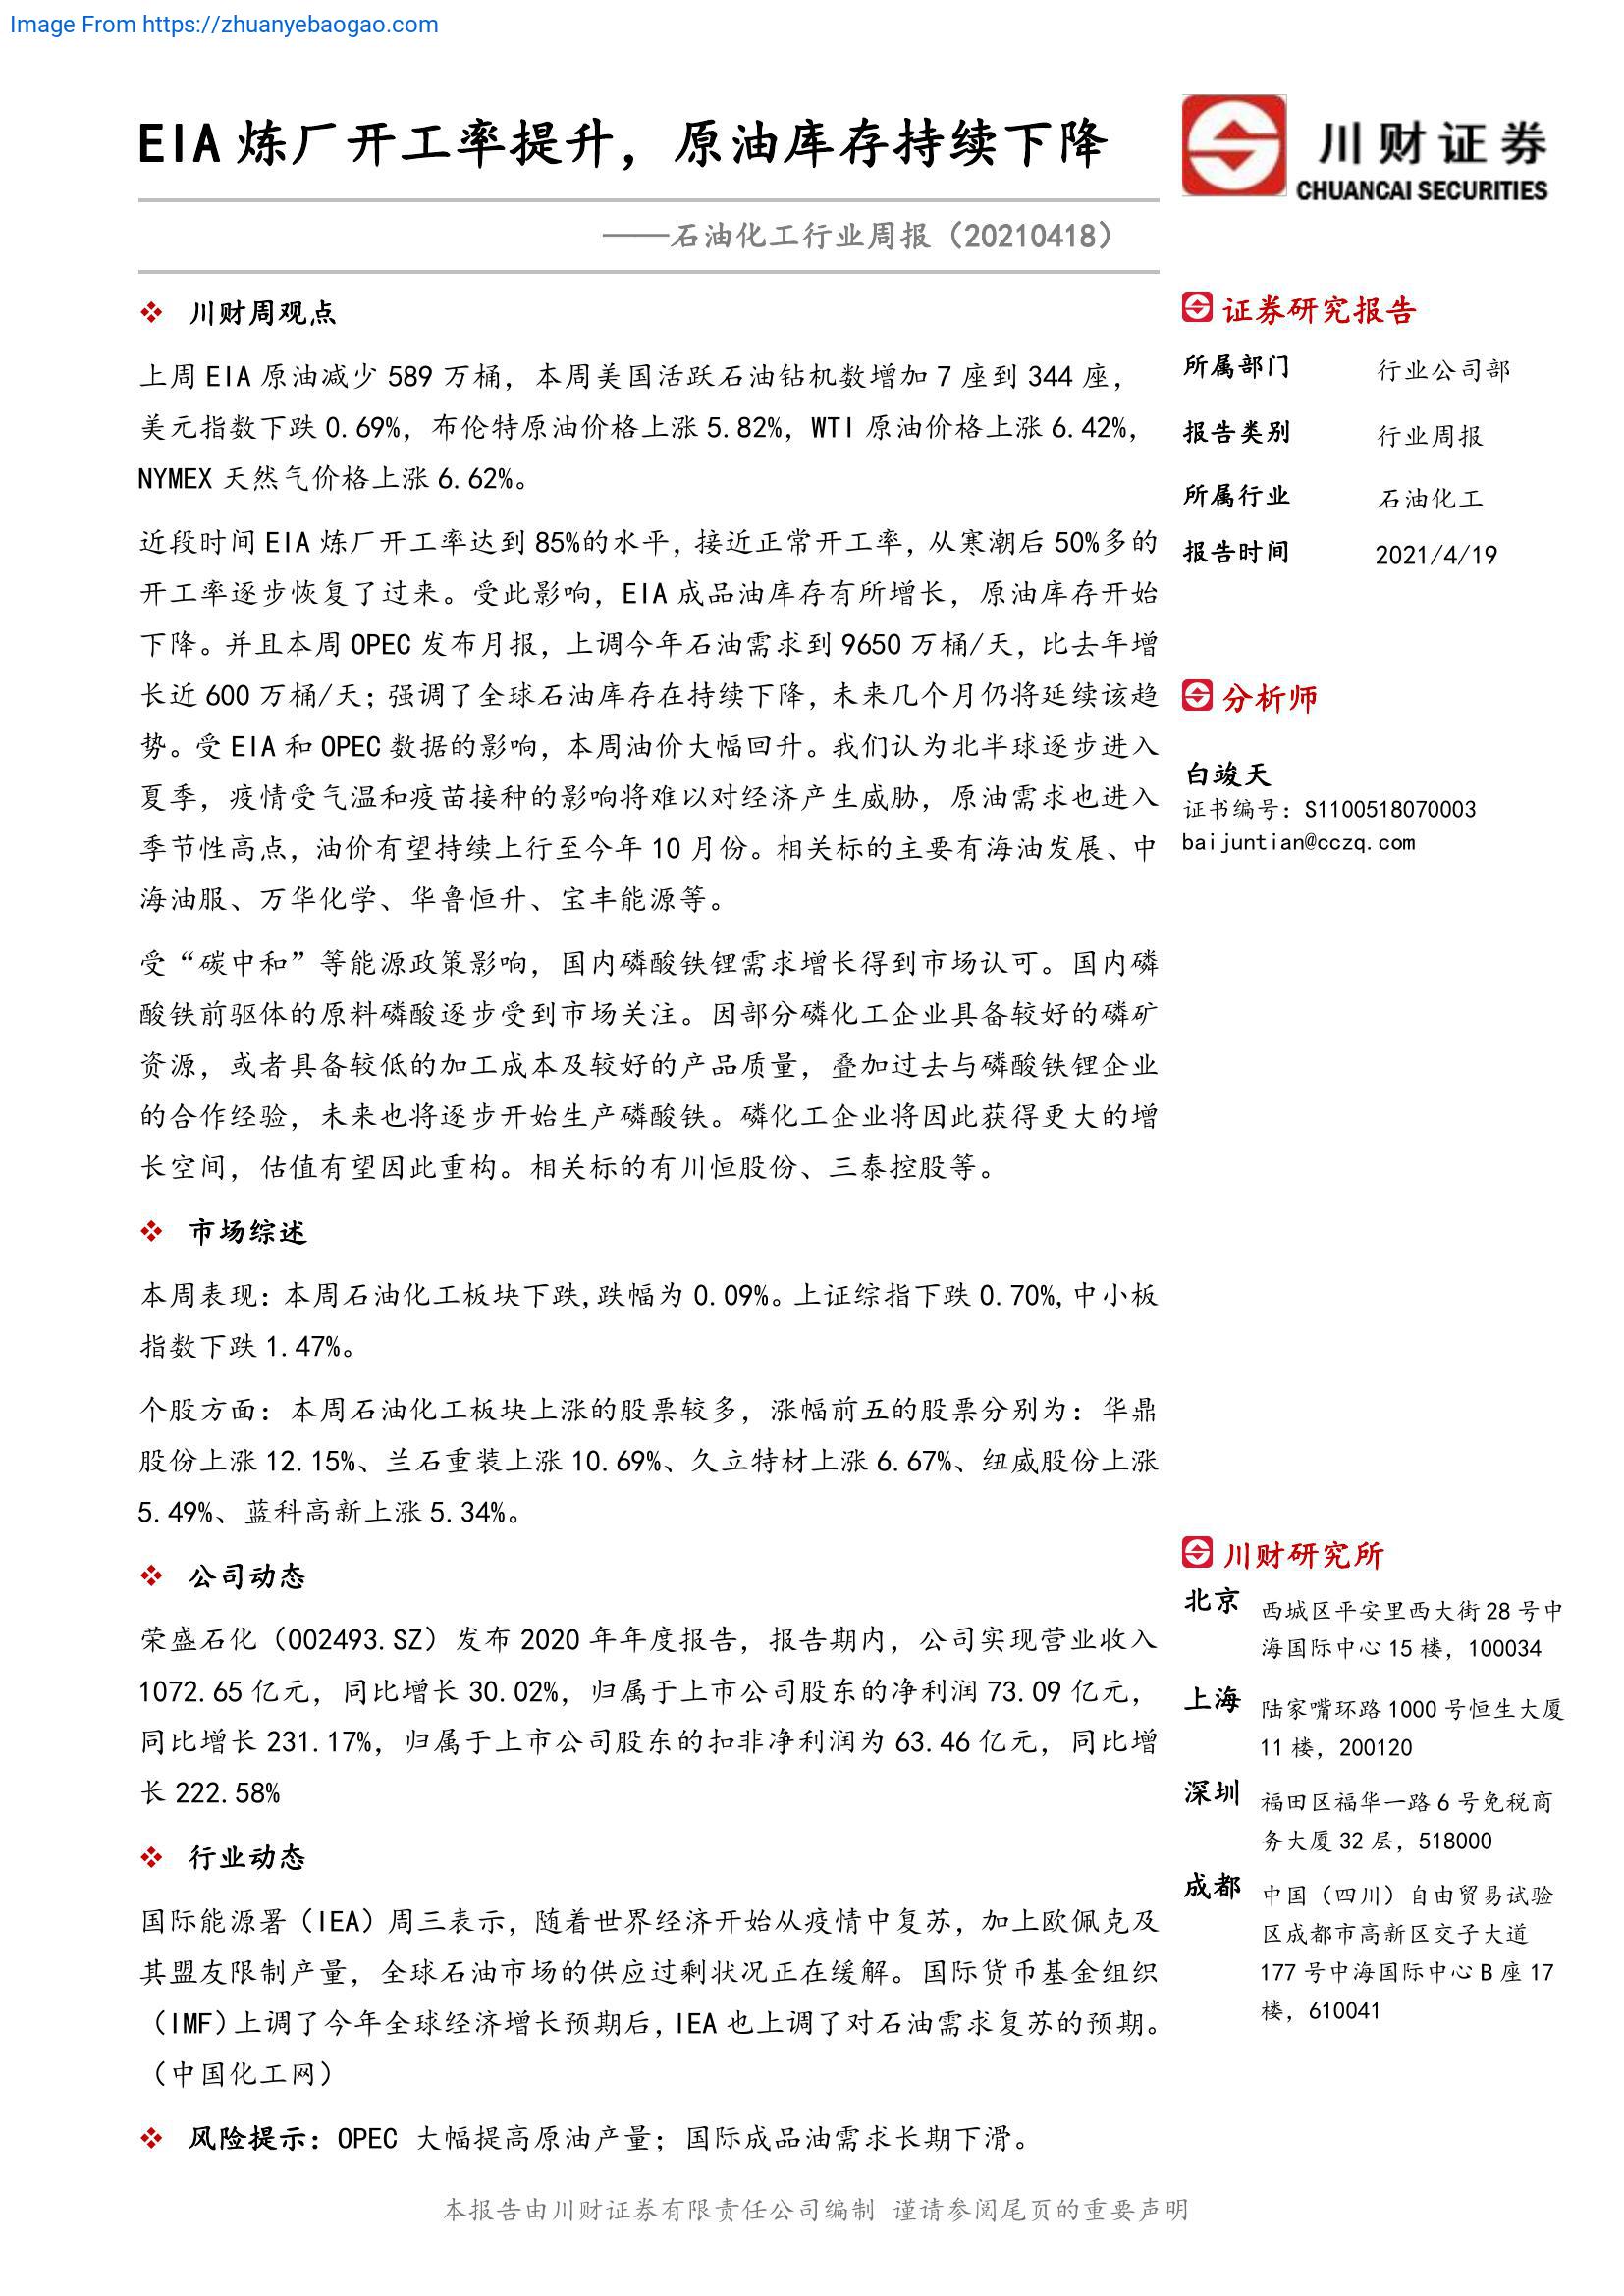 Image From https://zhuanyebaogao.com
EIA 炼厂开工率提升，原油库存持续下降
——石油化工行业周报（20210418）
川财证券
CHUANCAI SECURITIES
川财周观点
上周 EIA 原油减少 589 万桶，本周美国活跃石油钻机数增加 7 座到 344 座，
美元指数下跌 0.69%，布伦特原油价格上涨 5.82%，WTI 原油价格上涨 6.42%，
NYMEX 天然气价格上涨 6.62%。
近段时间 EIA 炼厂开工率达到 85%的水平，接近正常开工率，从寒潮后 50%多的
开工率逐步恢复了过来。受此影响，EIA 成品油库存有所增长，原油库存开始
下降。并且本周 OPEC 发布月报，上调今年石油需求到 9650 万桶/天，比去年增
长近 600 万桶/天；强调了全球石油库存在持续下降，未来几个月仍将延续该趋
势。受 EIA 和 OPEC 数据的影响，本周油价大幅回升。我们认为北半球逐步进入
夏季，疫情受气温和疫苗接种的影响将难以对经济产生威胁，原油需求也进入
季节性高点，油价有望持续上行至今年 10 月份。相关标的主要有海油发展、中
海油服、万华化学、华鲁恒升、宝丰能源等。
受“碳中和”等能源政策影响，国内磷酸铁锂需求增长得到市场认可。国内磷
酸铁前驱体的原料磷酸逐步受到市场关注。因部分磷化工企业具备较好的磷矿
资源，或者具备较低的加工成本及较好的产品质量，叠加过去与磷酸铁锂企业
的合作经验，未来也将逐步开始生产磷酸铁。磷化工企业将因此获得更大的增
长空间，估值有望因此重构。相关标的有川恒股份、三泰控股等。
市场综述
本周表现：本周石油化工板块下跌,跌幅为 0.09%。上证综指下跌 0.70%,中小板
指数下跌 1.47%。
个股方面：本周石油化工板块上涨的股票较多，涨幅前五的股票分别为：华鼎
股份上涨 12.15%、兰石重装上涨 10.69%、久立特材上涨 6.67%、纽威股份上涨
5.49%、蓝科高新上涨 5.34%。
公司动态
荣盛石化（002493.SZ）发布 2020 年年度报告，报告期内，公司实现营业收入
1072.65 亿元，同比增长 30.02%，归属于上市公司股东的净利润 73.09 亿元，
同比增长 231.17%，归属于上市公司股东的扣非净利润为 63.46 亿元，同比增
长 222.58%
行业动态
国际能源署（IEA）周三表示，随着世界经济开始从疫情中复苏，加上欧佩克及
其盟友限制产量，全球石油市场的供应过剩状况正在缓解。国际货币基金组织
（IMF）上调了今年全球经济增长预期后，IEA 也上调了对石油需求复苏的预期。
（中国化工网）
风险提示：OPEC 大幅提高原油产量；国际成品油需求长期下滑。
证券研究报告
所属部门 行业公司部
报告类别 行业周报
所属行业 石油化工
报告时间 2021/4/19
分析师
白竣天
证书编号：S1100518070003
baijuntian@cczq.com
川财研究所
北京 西城区平安里西大街 28 号中
海国际中心 15 楼，100034
上海 陆家嘴环路 1000 号恒生大厦
11 楼，200120
深圳 福田区福华一路 6 号免税商
务大厦 32 层，518000
成都 中国（四川）自由贸易试验
区成都市高新区交子大道
177 号中海国际中心 B 座 17
楼，610041
本报告由川财证券有限责任公司编制 谨请参阅尾页的重要声明